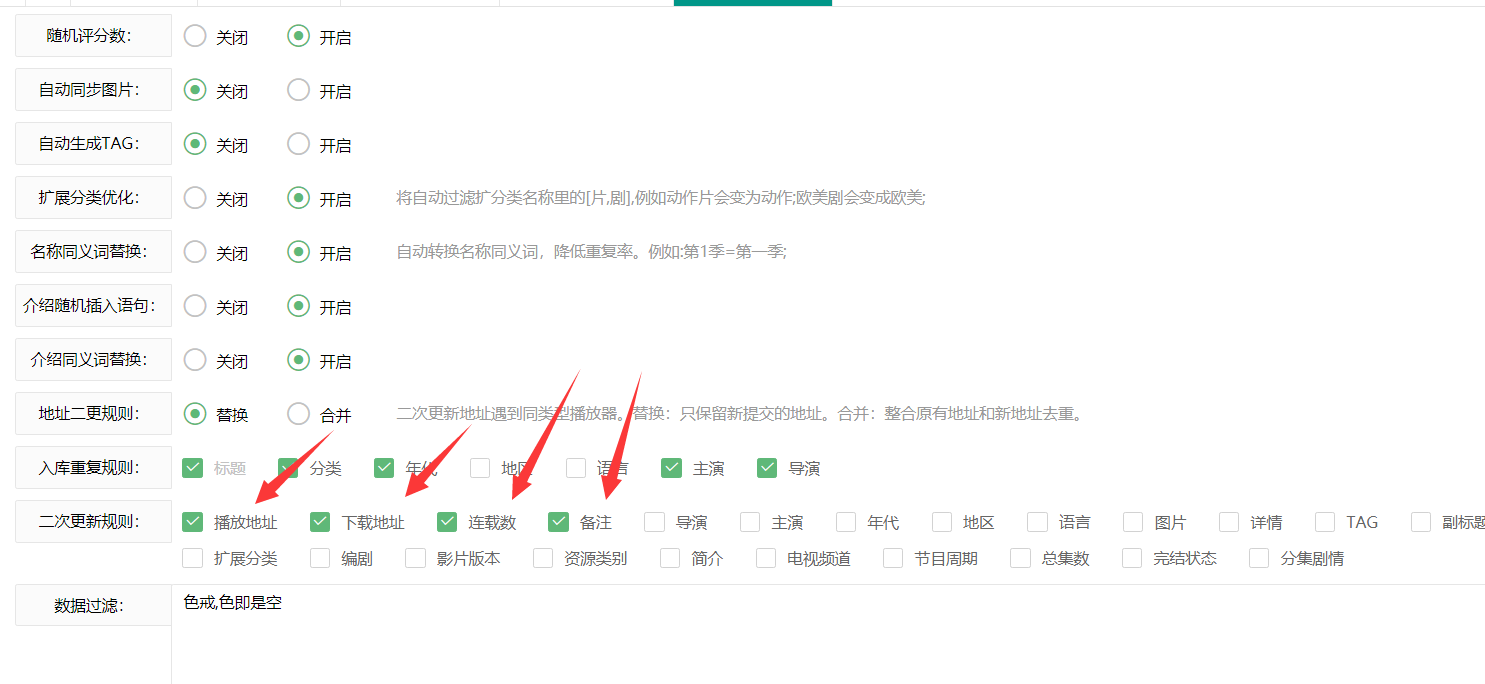 随机评分数： 关闭 开启
自动同步图片： 关闭 开启
自动生成TAG： 关闭 开启
扩展分类优化： 关闭 开启 将自动过滤扩分类名称里的[片,剧],例如动作片会变为动作;欧美剧会变成欧美;
名称同义词替换： 关闭 开启 自动转换名称同义词，降低重复率。例如:第1季=第一季;
介绍随机插入语句： 关闭 开启
介绍同义词替换： 关闭 开启
地址二更规则： 替换 合并 二次更新地址遇到同类型播放器。替换：只保留新提交的地址。合并：整合原有地址和新地址去重。
入库重复规则： 标题 分类 年代 地区 语言 主演 导演
二次更新规则： 播放地址 下载地址 连载数 备注 导演 主演 年代 地区 语言 图片 详情 TAG 副标题
扩展分类 编剧 影片版本 资源类别 简介 电视频道 节目周期 总集数 完结状态 分集剧情
数据过滤： 色戒,色即是空